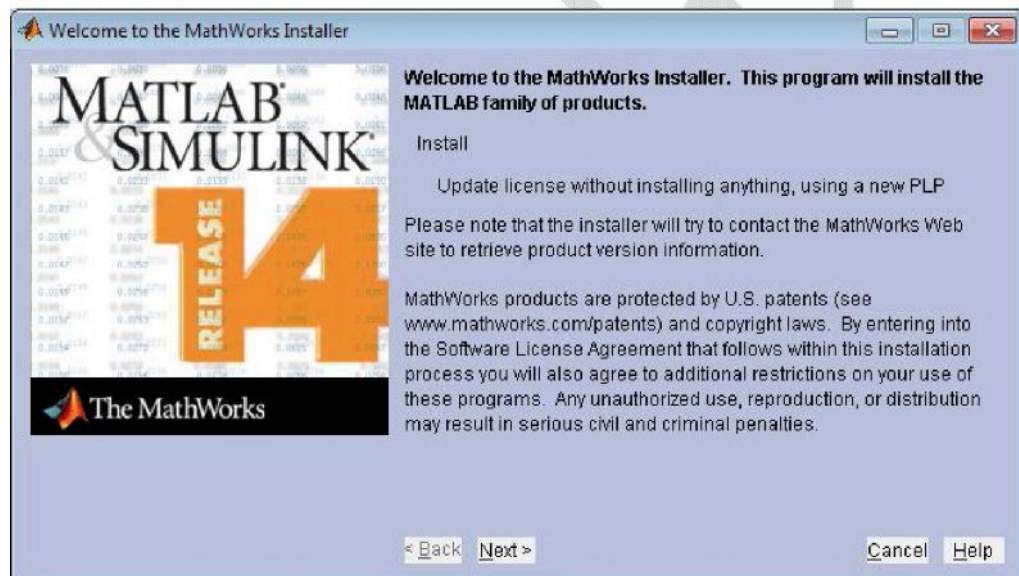 Welcome to the MathWorks Installer
MATLAB®
& SIMULINK®
RELEASE 14
The MathWorks
Welcome to the MathWorks Installer. This program will install the
MATLAB family of products.
Install
Update license without installing anything, using a new PLP
Please note that the installer will try to contact the MathWorks Web
site to retrieve product version information.
MathWorks products are protected by U.S. patents (see
www.mathworks.com/patents) and copyright laws. By entering into
the Software License Agreement that follows within this installation
process you will also agree to additional restrictions on your use of
these programs. Any unauthorized use, reproduction, or distribution
may result in serious civil and criminal penalties.
< Back Next > Cancel Help